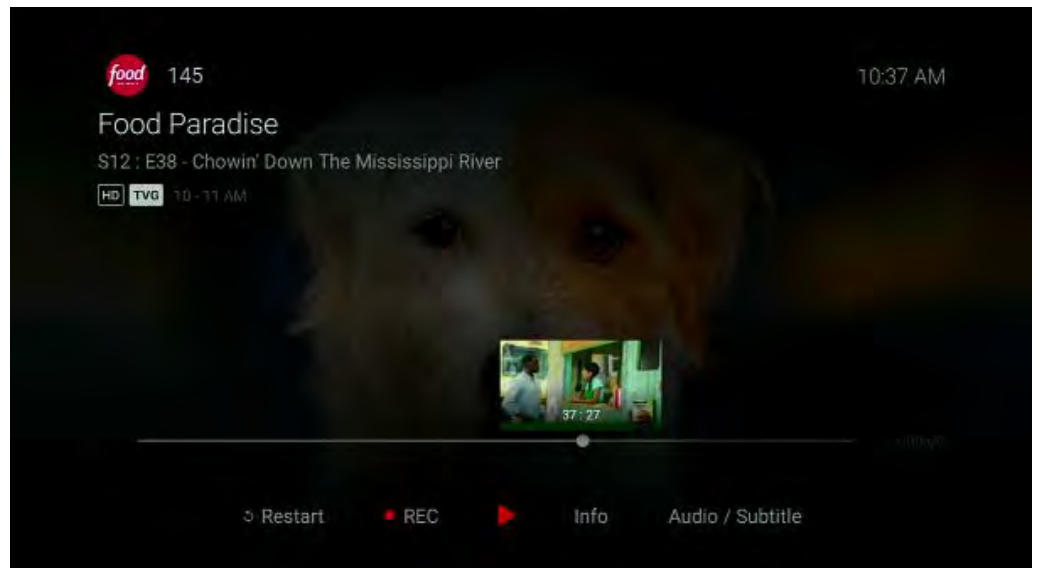 food 145
10:37 AM
Food Paradise
S12 : E38 - Chowin' Down The Mississippi River
HD TVG 10 - 11 AM
37 : 27
Restart REC Info Audio / Subtitle